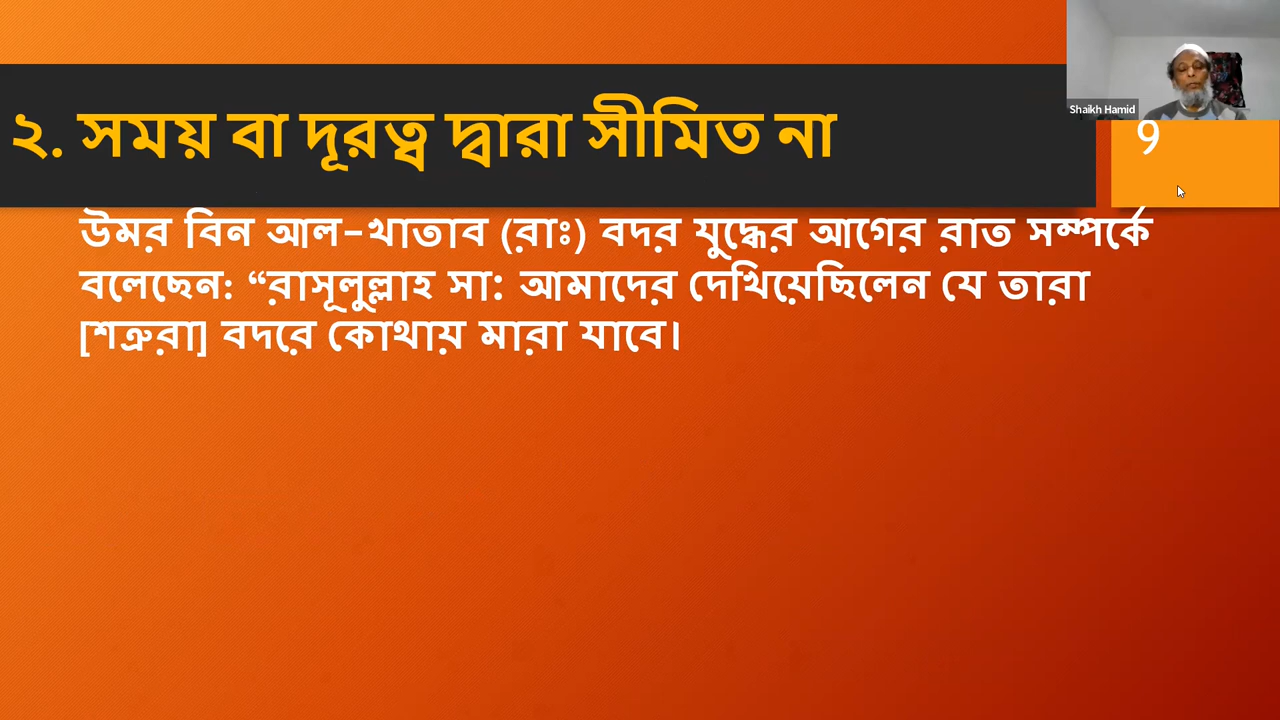 Shaikh Hamid
২. সময় বা দূরত্ব দ্বারা সীমিত না
9
উমর বিন আল-খাতাব (রাঃ) বদর যুদ্ধের আগের রাত সম্পর্কে
বলেছেন: “রাসূলুল্লাহ সা: আমাদের দেখিয়েছিলেন যে তারা
[শত্রুরা] বদরে কোথায় মারা যাবে।